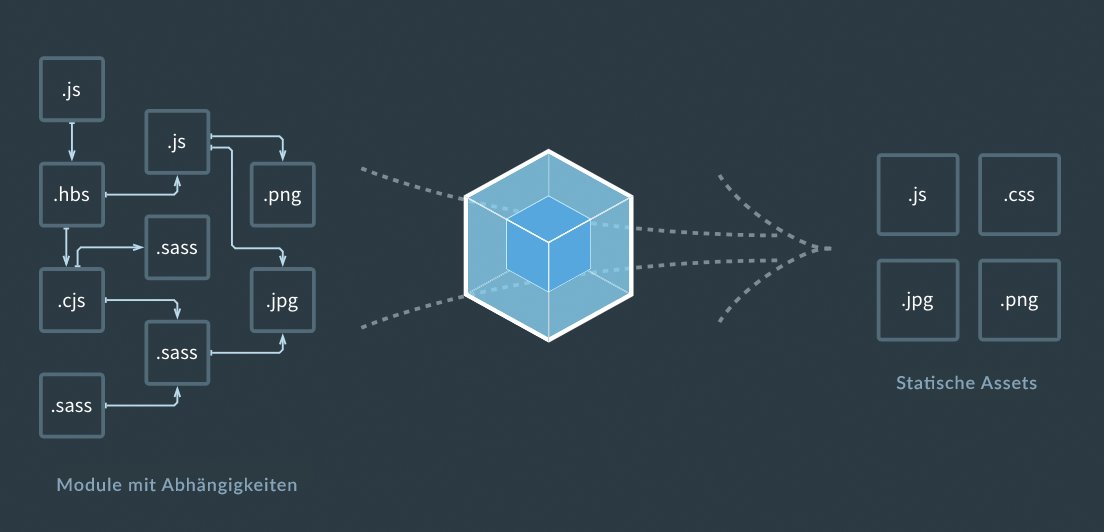 .js
.js
.hbs
.png
.sass
.cjs
.jpg
.sass
.sass
Module mit Abhängigkeiten
.js
.css
.jpg
.png
Statische Assets